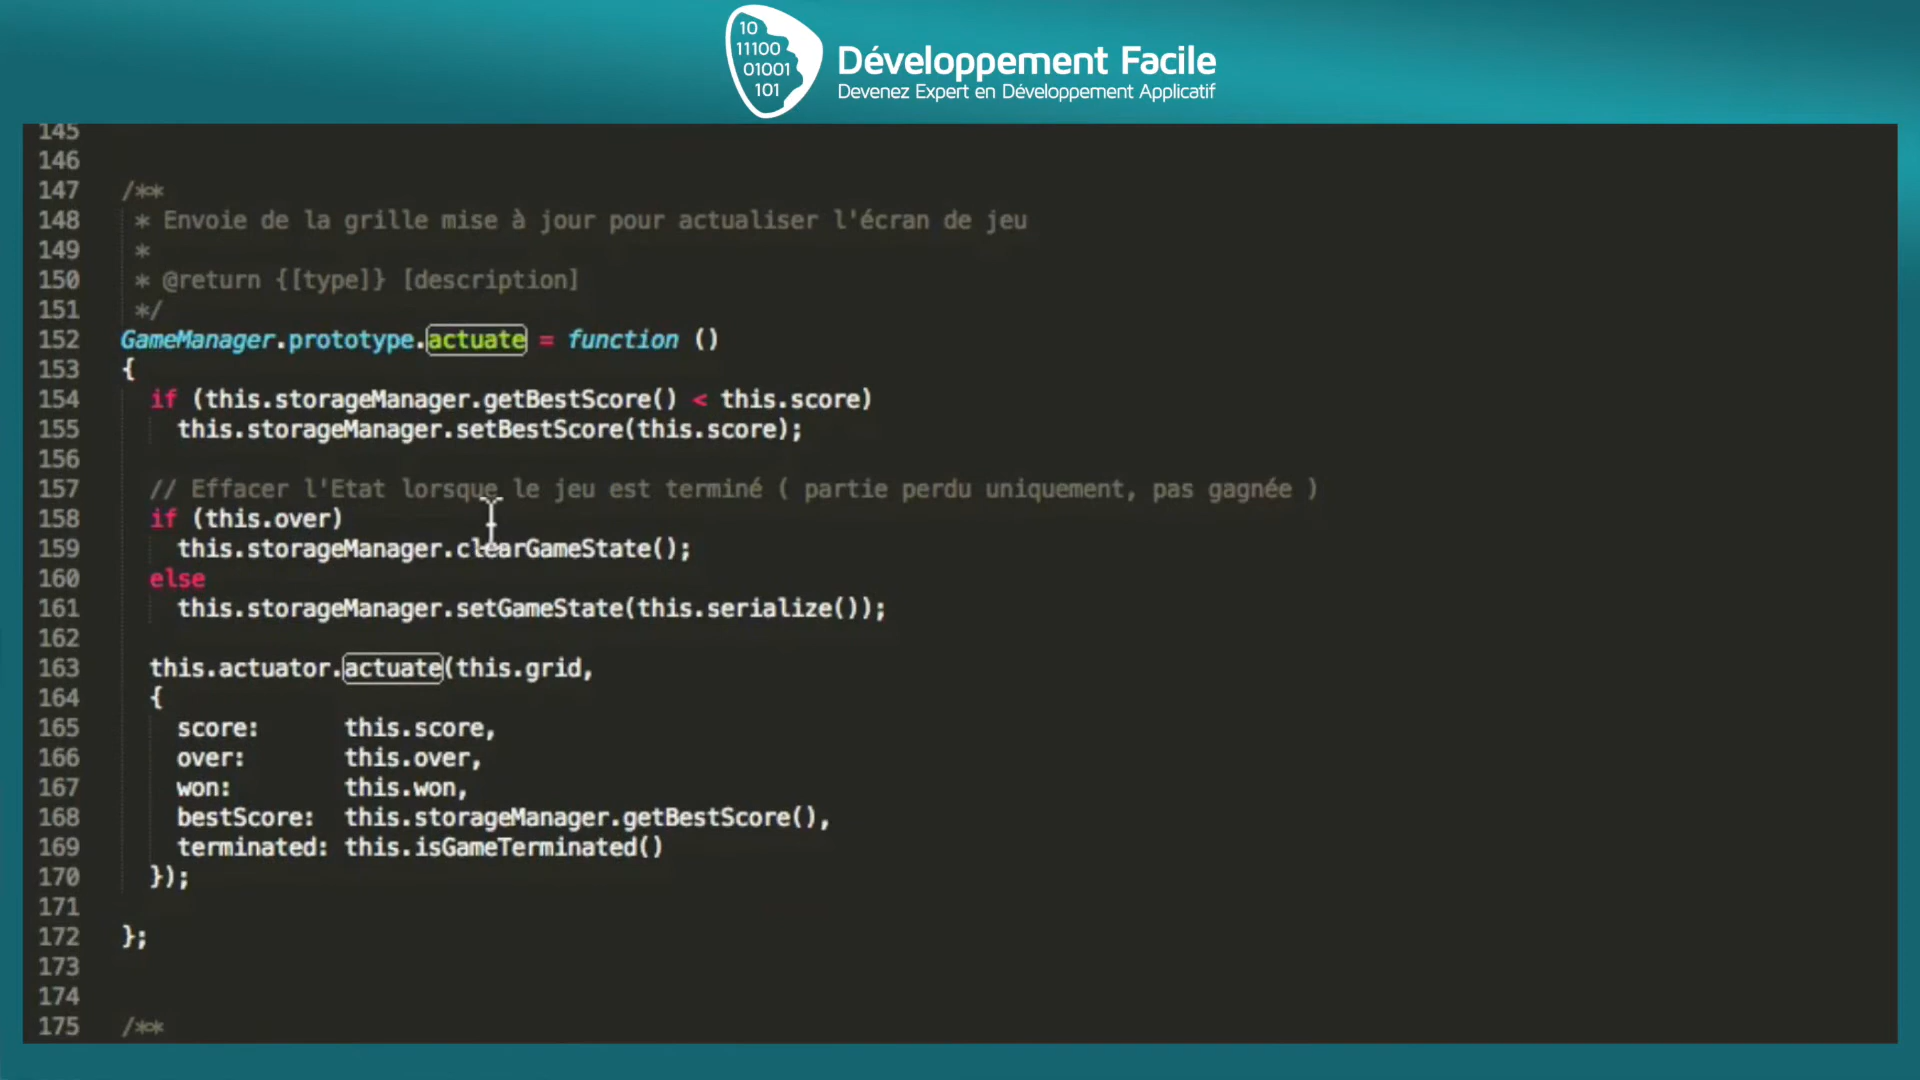 10
11100
01001
101
Développement Facile
Devenez Expert en Développement Applicatif
145
146
147 /**
148 * Envoie de la grille mise à jour pour actualiser l'écran de jeu
149 *
150 * @return {[type]} [description]
151 */
152 GameManager.prototype.actuate = function ()
153 {
154 if (this.storageManager.getBestScore() < this.score)
155 this.storageManager.setBestScore(this.score);
156
157 // Effacer l'Etat lorsque le jeu est terminé ( partie perdu uniquement, pas gagnée )
158 if (this.over)
159 this.storageManager.clearGameState();
160 else
161 this.storageManager.setGameState(this.serialize());
162
163 this.actuator.actuate(this.grid,
164 {
165 score: this.score,
166 over: this.over,
167 won: this.won,
168 bestScore: this.storageManager.getBestScore(),
169 terminated: this.isGameTerminated()
170 });
171
172 };
173
174
175 /**